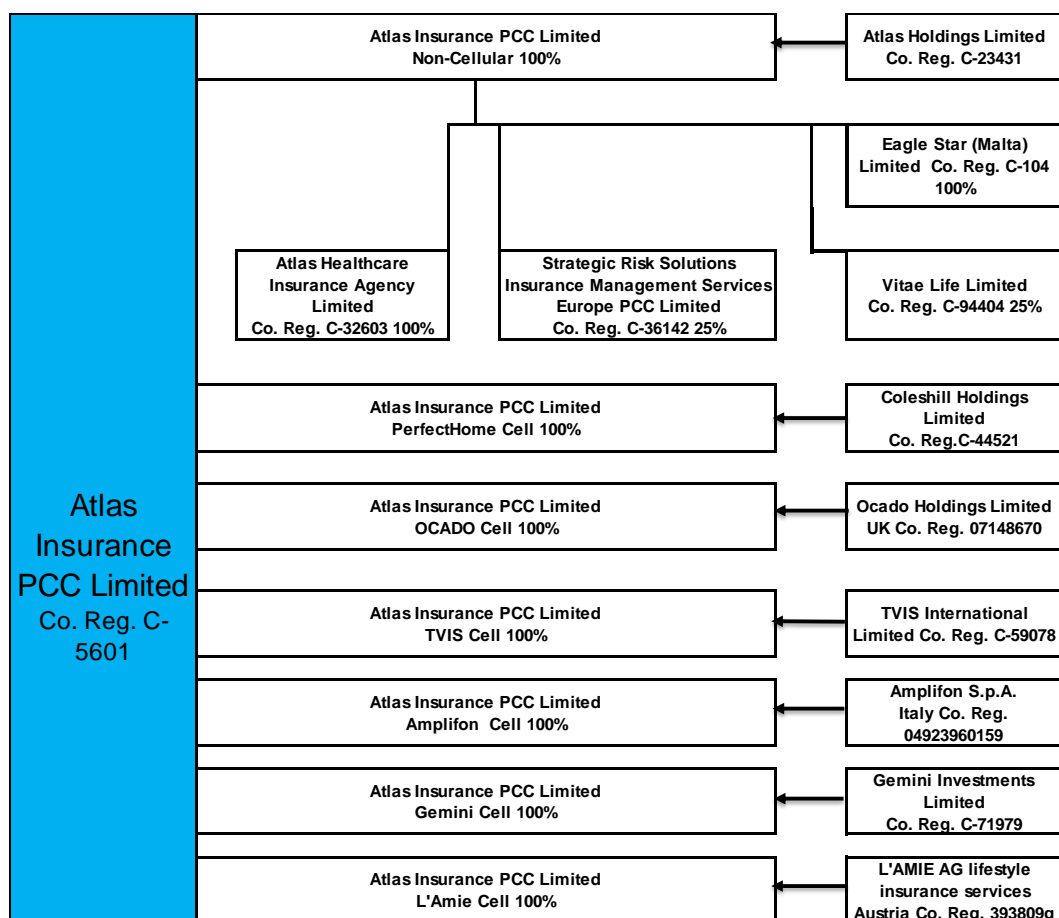 Atlas
Insurance
PCC Limited
Co. Reg. C-
5601
Atlas Insurance PCC Limited
Non-Cellular 100%
Atlas Holdings Limited
Co. Reg. C-23431
Eagle Star (Malta)
Limited Co. Reg. C-104
100%
Atlas Healthcare
Insurance Agency
Limited
Co. Reg. C-32603 100%
Strategic Risk Solutions
Insurance Management Services
Europe PCC Limited
Co. Reg. C-36142 25%
Vitae Life Limited
Co. Reg. C-94404 25%
Atlas Insurance PCC Limited
PerfectHome Cell 100%
Coleshill Holdings
Limited
Co. Reg.C-44521
Atlas Insurance PCC Limited
OCADO Cell 100%
Ocado Holdings Limited
UK Co. Reg. 07148670
Atlas Insurance PCC Limited
TVIS Cell 100%
TVIS International
Limited Co. Reg. C-59078
Atlas Insurance PCC Limited
Amplifon Cell 100%
Amplifon S.p.A.
Italy Co. Reg.
04923960159
Atlas Insurance PCC Limited
Gemini Cell 100%
Gemini Investments
Limited
Co. Reg. C-71979
Atlas Insurance PCC Limited
L'Amie Cell 100%
L'AMIE AG lifestyle
insurance services
Austria Co. Reg. 393809g